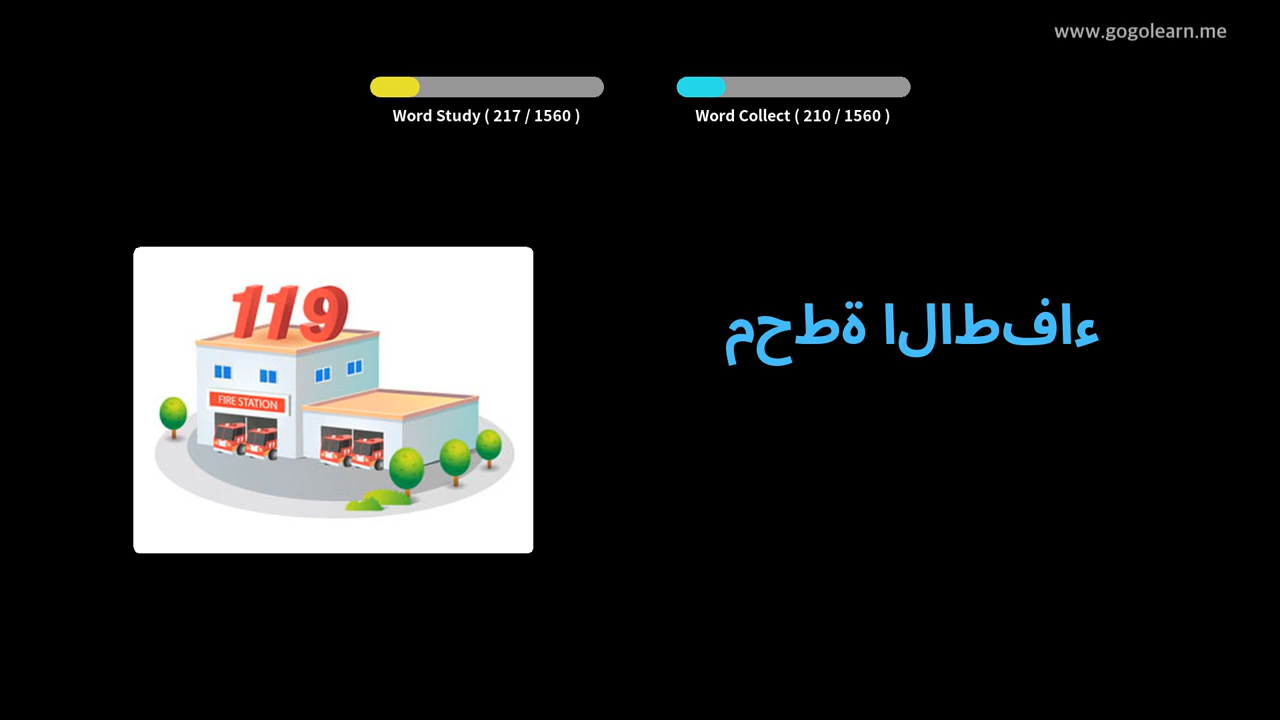 www.gogolearn.me
Word Study ( 217 / 1560 )
Word Collect ( 210 / 1560 )
119
FIRE STATION
محطة الاطفاء